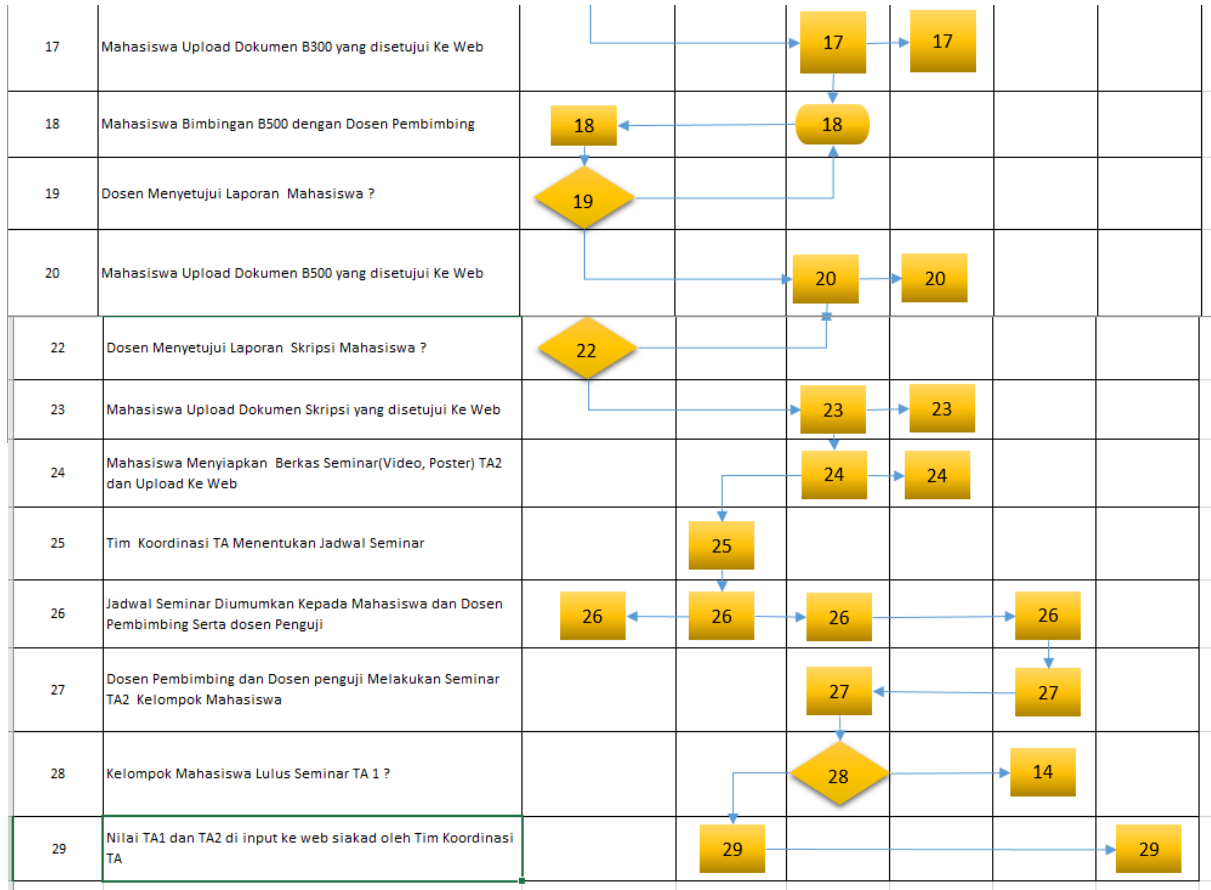 17 Mahasiswa Upload Dokumen B300 yang disetujui Ke Web 17 17
18 Mahasiswa Bimbingan B500 dengan Dosen Pembimbing 18 18
19 Dosen Menyetujui Laporan Mahasiswa ? 19
20 Mahasiswa Upload Dokumen B500 yang disetujui Ke Web 20 20
22 Dosen Menyetujui Laporan Skripsi Mahasiswa ? 22
23 Mahasiswa Upload Dokumen Skripsi yang disetujui Ke Web 23 23
24 Mahasiswa Menyiapkan Berkas Seminar(Video, Poster) TA2
dan Upload Ke Web 24 24
25 Tim Koordinasi TA Menentukan Jadwal Seminar 25
26 Jadwal Seminar Diumumkan Kepada Mahasiswa dan Dosen
Pembimbing Serta dosen Penguji 26 26 26 26
27 Dosen Pembimbing dan Dosen penguji Melakukan Seminar
TA2 Kelompok Mahasiswa 27 27
28 Kelompok Mahasiswa Lulus Seminar TA 1 ? 28 14
29 Nilai TA1 dan TA2 di input ke web siakad oleh Tim Koordinasi
TA 29 29